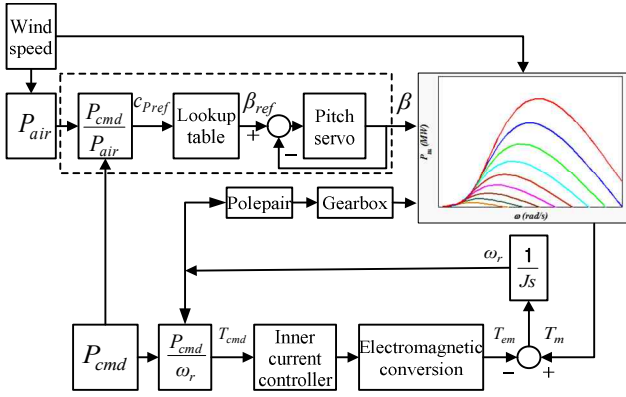 Wind
speed
P_air
P_cmd
P_air
c_Pref
Lookup
table
β_ref
+
−
Pitch
servo
β
P_m (MW)
ω (rad/s)
Polepair
Gearbox
ω_r
1
Js
P_cmd
P_cmd
ω_r
T_cmd
Inner
current
controller
Electromagnetic
conversion
T_em
T_m
−
+